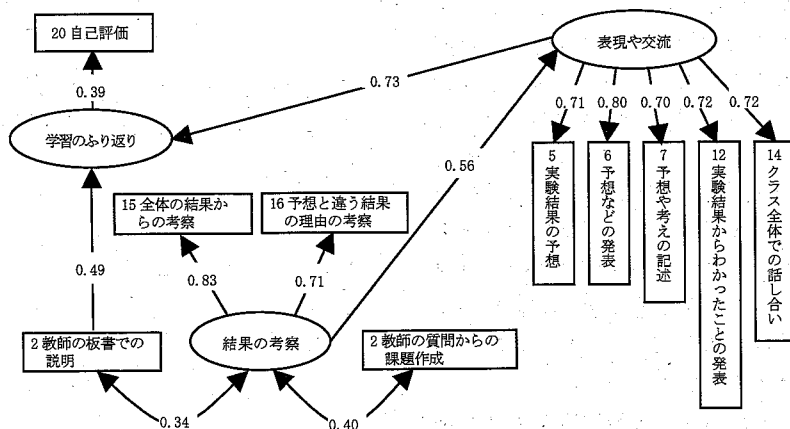 20 自己評価
表現や交流
0.39
0.73
学習のふり返り
0.71
0.80
0.70
0.72
0.72
0.56
5 実験結果の予想
6 予想などの発表
7 予想や考えの記述
12 実験結果からわかったことの発表
14 クラス全体での話し合い
15 全体の結果か
らの考察
16 予想と違う結果
の理由の考察
0.49
0.83
0.71
2 教師の板書での
説明
結果の考察
2 教師の質問からの
課題作成
0.34
0.40